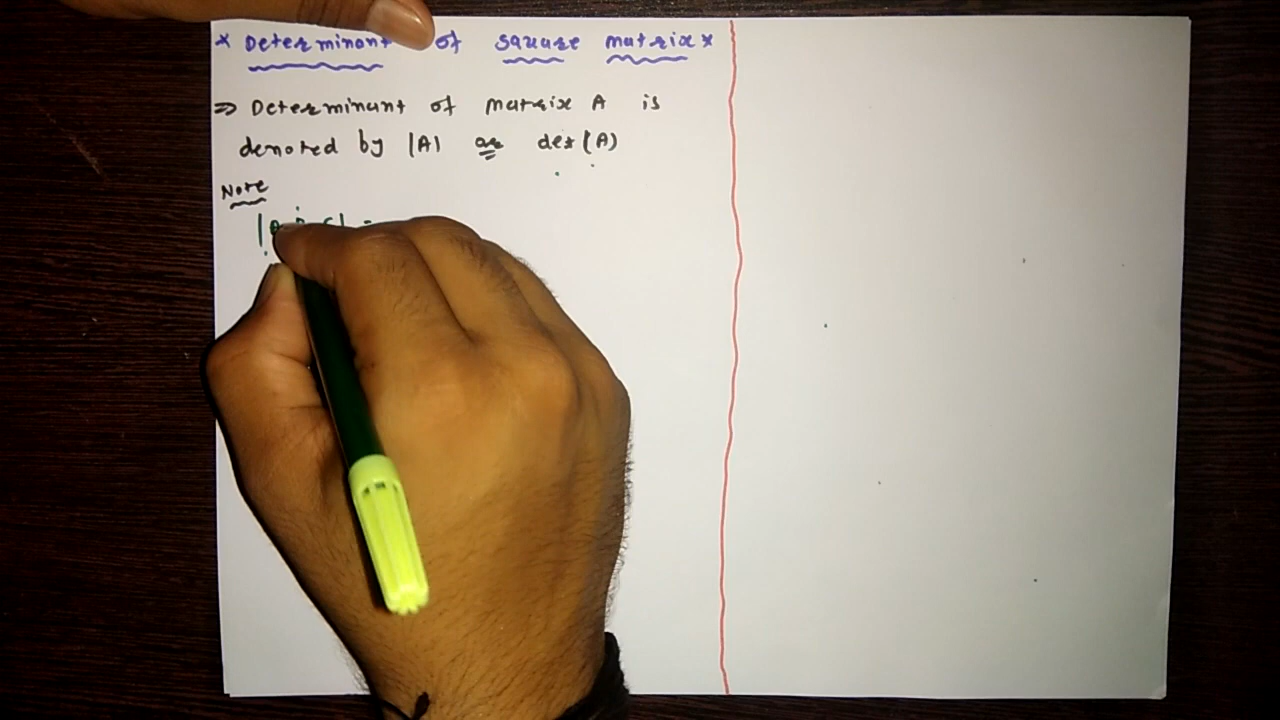 * Determinant of square matrix *
=> Determinant of matrix A is
denoted by |A| or det (A)
Note
C| =